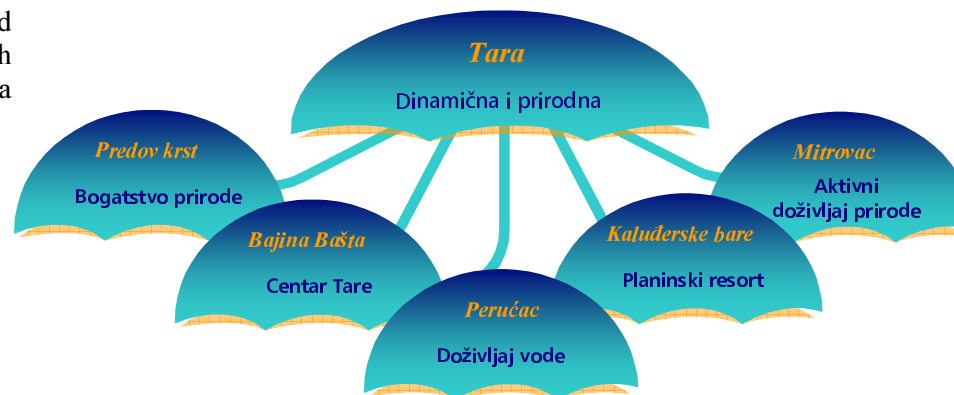 d
h
a
Tara
Dinamična i prirodna
Predov krst
Bogatstvo prirode
Bajina Bašta
Centar Tare
Perućac
Doživljaj vode
Kaluđerske bare
Planinski resort
Mitrovac
Aktivni
doživljaj prirode